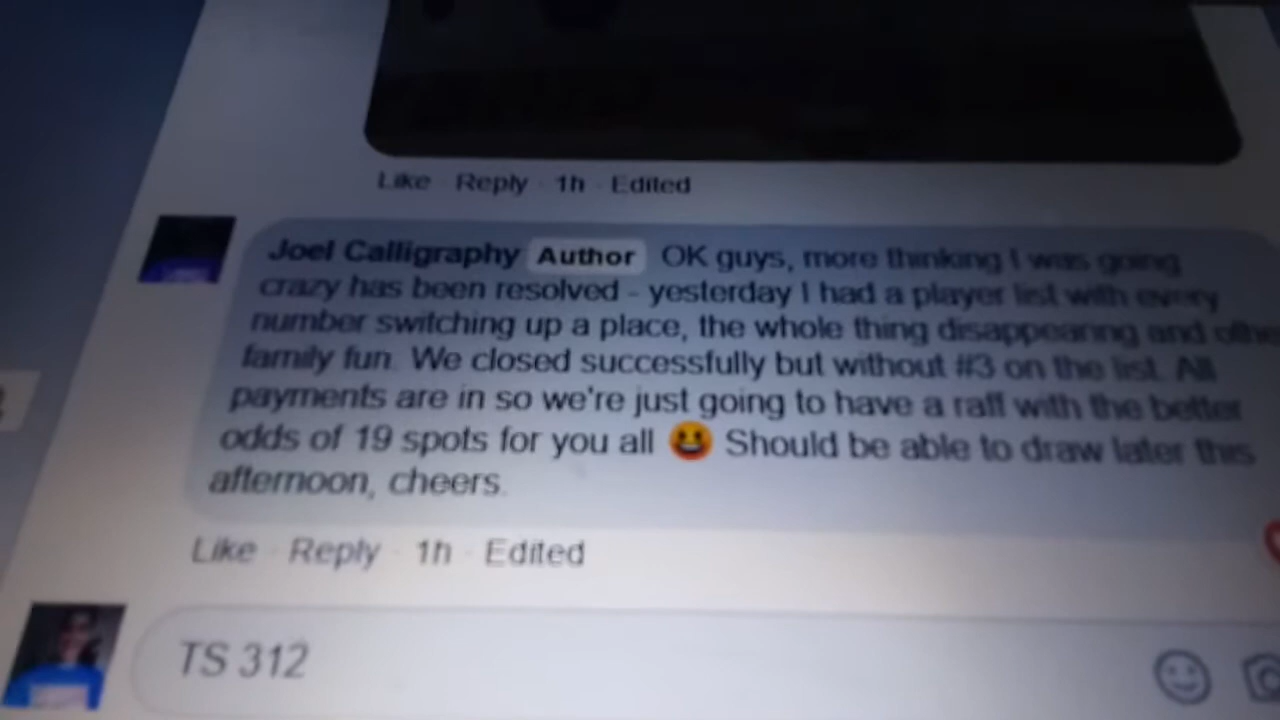 Like · Reply · 1h · Edited
Joel Calligraphy Author OK guys, more thinking I was going
crazy has been resolved - yesterday I had a player list with every
number switching up a place, the whole thing disappearing and othe
family fun. We closed successfully but without #3 on the list. All
payments are in so we're just going to have a raff with the better
odds of 19 spots for you all 😃 Should be able to draw later this
afternoon, cheers.
Like · Reply · 1h · Edited
TS 312